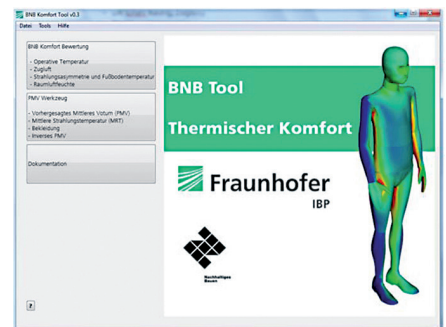 BNB Komfort Tool v0.3
Datei Tools Hilfe
BNB Komfort Bewertung
- Operative Temperatur
- Zugluft
- Strahlungsasymmetrie und Fußbodentemperatur
- Raumluftfeuchte
PMV Werkzeug
- Vorhergesagtes Mittleres Votum (PMV)
- Mittlere Strahlungstemperatur (MRT)
- Bekleidung
- Inverses PMV
Dokumentation
?
BNB Tool
Thermischer Komfort
Fraunhofer
IBP
Nachhaltiges
Bauen